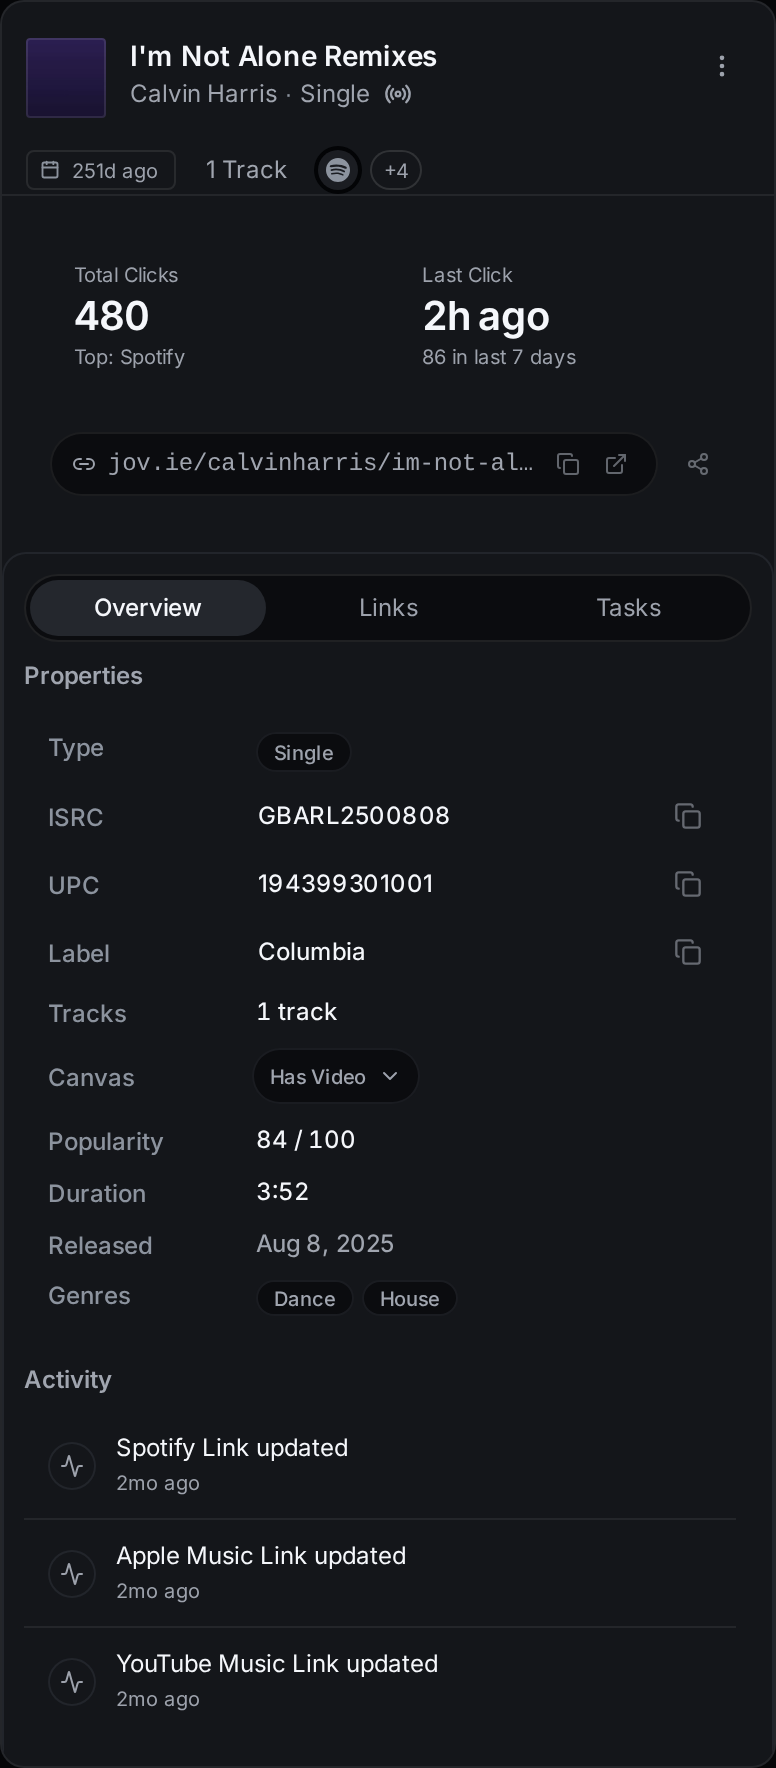 I'm Not Alone Remixes
Calvin Harris · Single
251d ago
1 Track
+4
Total Clicks
480
Top: Spotify
Last Click
2h ago
86 in last 7 days
jov.ie/calvinharris/im-not-al…
Overview
Links
Tasks
Properties
Type
Single
ISRC
GBARL2500808
UPC
194399301001
Label
Columbia
Tracks
1 track
Canvas
Has Video
Popularity
84 / 100
Duration
3:52
Released
Aug 8, 2025
Genres
Dance
House
Activity
Spotify Link updated
2mo ago
Apple Music Link updated
2mo ago
YouTube Music Link updated
2mo ago